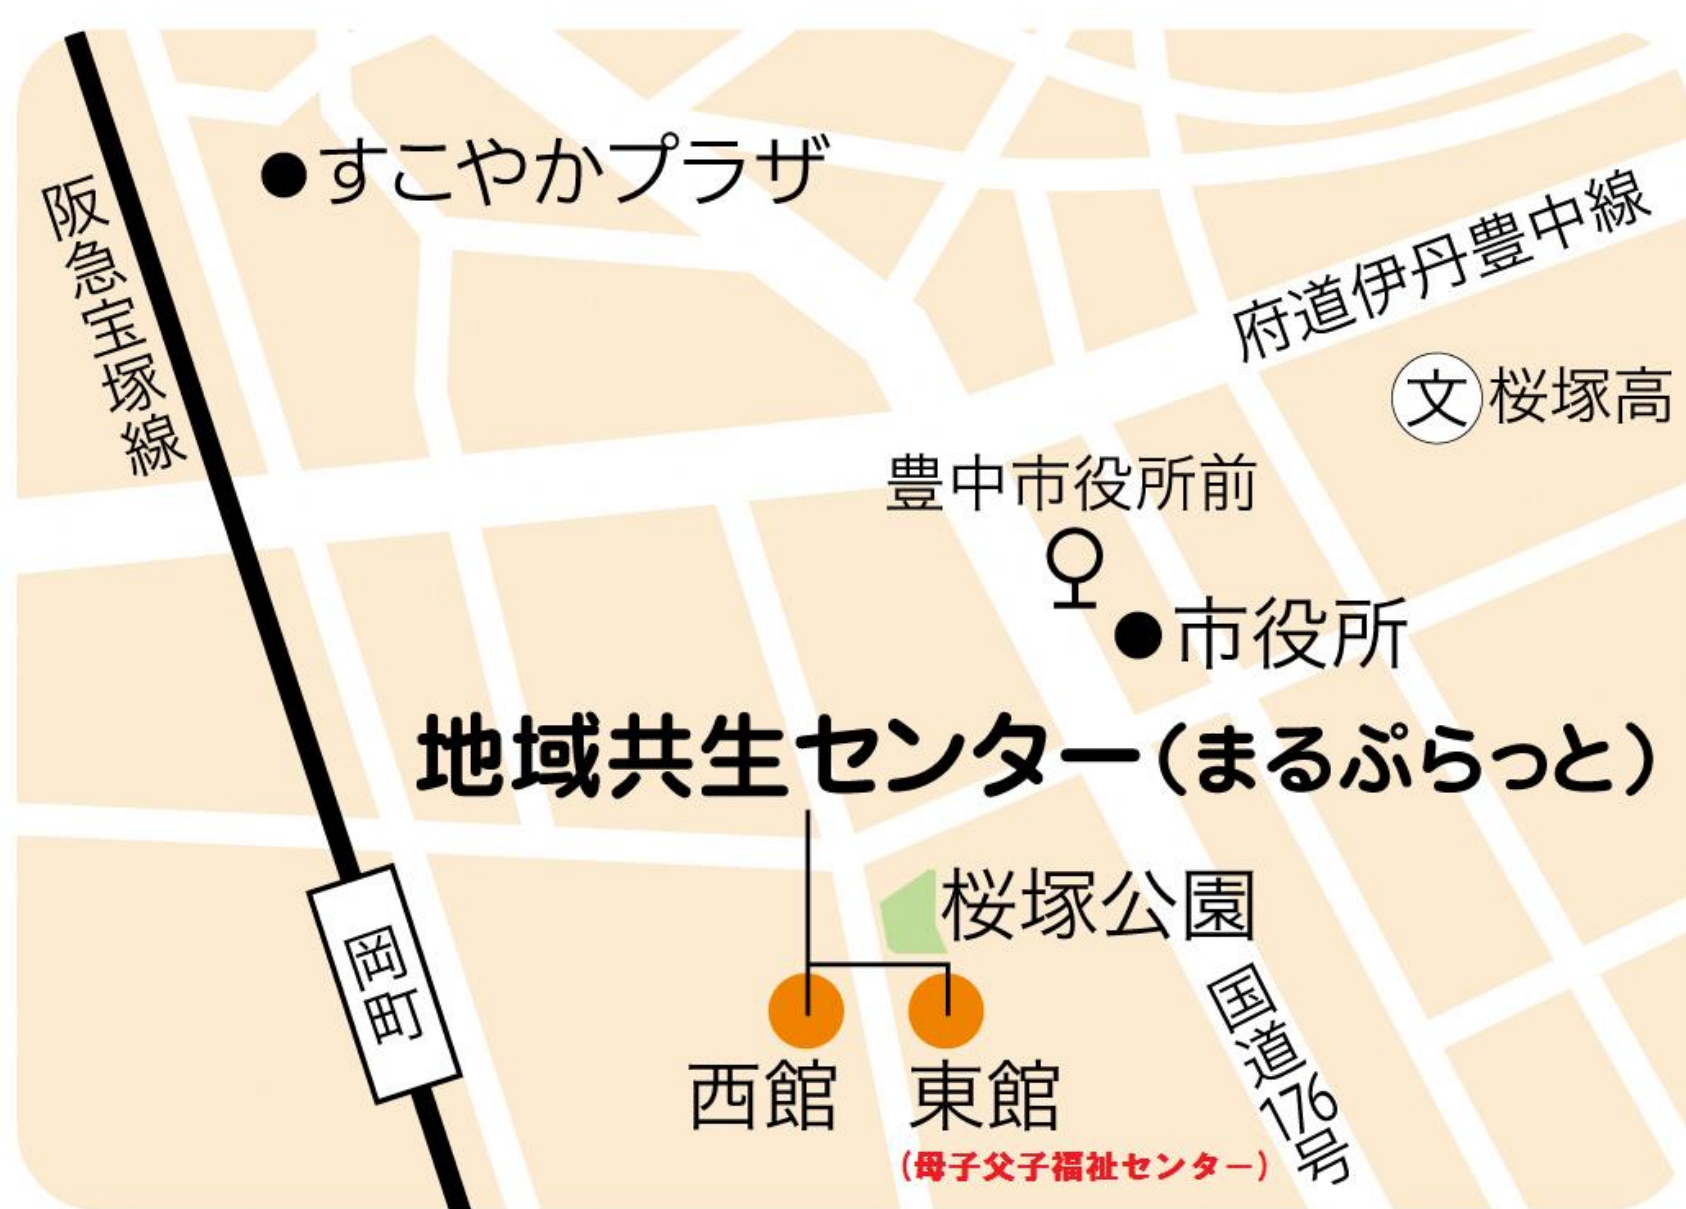 すこやかプラザ
阪急宝塚線
府道伊丹豊中線
文
桜塚高
豊中市役所前
市役所
地域共生センター(まるぷらっと)
桜塚公園
岡町
国道176号
西館
東館
(母子父子福祉センター)